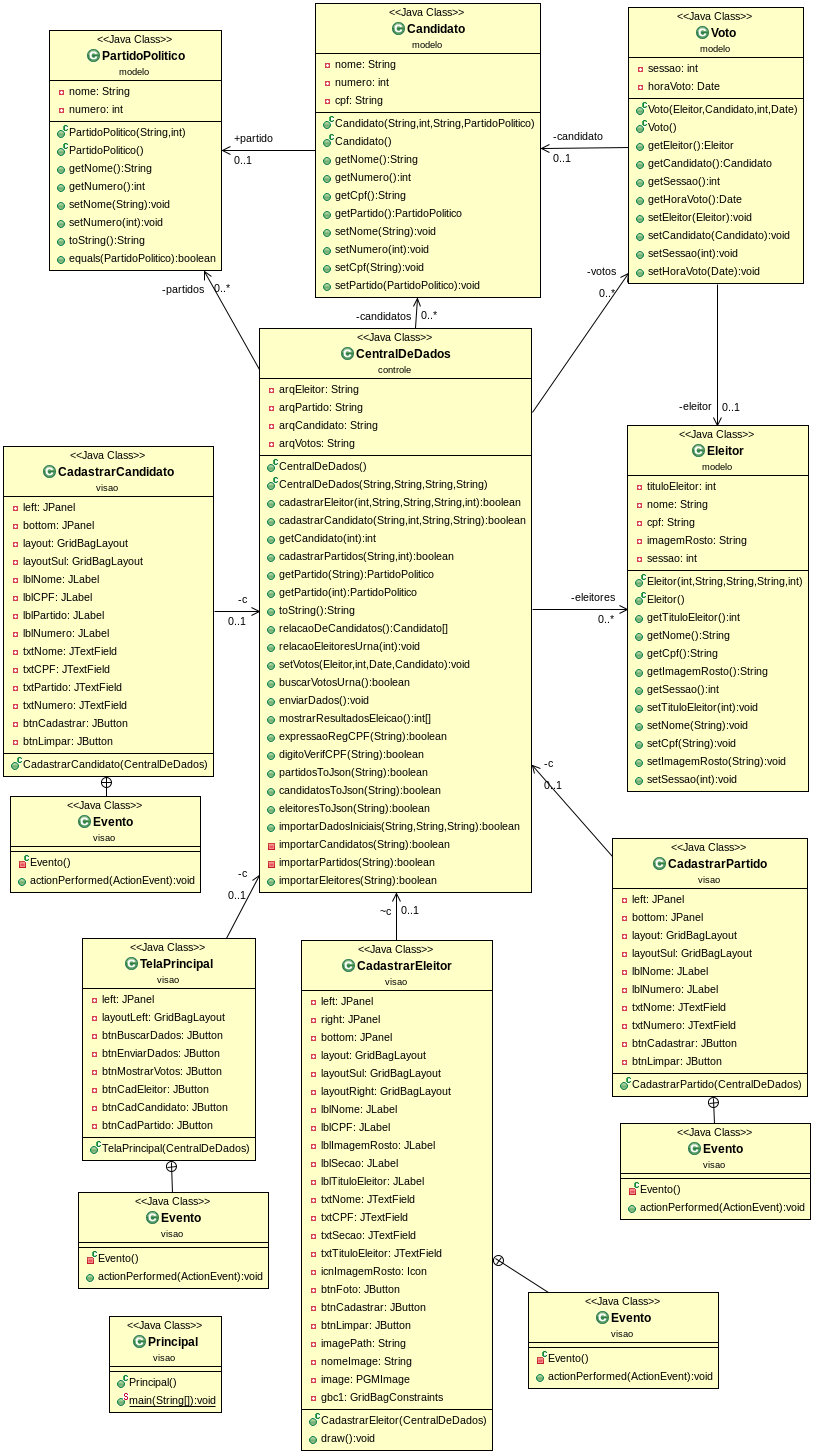 <<Java Class>>
PartidoPolitico
modelo
nome: String
numero: int
PartidoPolitico(String,int)
PartidoPolitico()
getNome():String
getNumero():int
setNome(String):void
setNumero(int):void
toString():String
equals(PartidoPolitico):boolean
<<Java Class>>
Candidato
modelo
nome: String
numero: int
cpf: String
Candidato(String,int,String,PartidoPolitico)
Candidato()
getNome():String
getNumero():int
getCpf():String
getPartido():PartidoPolitico
setNome(String):void
setNumero(int):void
setCpf(String):void
setPartido(PartidoPolitico):void
<<Java Class>>
Voto
modelo
sessao: int
horaVoto: Date
Voto(Eleitor,Candidato,int,Date)
Voto()
getEleitor():Eleitor
getCandidato():Candidato
getSessao():int
getHoraVoto():Date
setEleitor(Eleitor):void
setCandidato(Candidato):void
setSessao(int):void
setHoraVoto(Date):void
+partido
0..1
-candidato
0..1
-partidos
0..*
-candidatos
0..*
-votos
0..*
-eleitor
0..1
<<Java Class>>
CentralDeDados
controle
arqEleitor: String
arqPartido: String
arqCandidato: String
arqVotos: String
CentralDeDados()
CentralDeDados(String,String,String,String)
cadastrarEleitor(int,String,String,String,int):boolean
cadastrarCandidato(String,int,String,String):boolean
getCandidato(int):int
cadastrarPartidos(String,int):boolean
getPartido(String):PartidoPolitico
getPartido(int):PartidoPolitico
toString():String
relacaoDeCandidatos():Candidato[]
relacaoEleitoresUrna(int):void
setVotos(Eleitor,int,Date,Candidato):void
buscarVotosUrna():boolean
enviarDados():void
mostrarResultadosEleicao():int[]
expressaoRegCPF(String):boolean
digitoVerifCPF(String):boolean
partidosToJson(String):boolean
candidatosToJson(String):boolean
eleitoresToJson(String):boolean
importarDadosIniciais(String,String,String):boolean
importarCandidatos(String):boolean
importarPartidos(String):boolean
importarEleitores(String):boolean
<<Java Class>>
Eleitor
modelo
tituloEleitor: int
nome: String
cpf: String
imagemRosto: String
sessao: int
Eleitor(int,String,String,String,int)
Eleitor()
getTituloEleitor():int
getNome():String
getCpf():String
getImagemRosto():String
getSessao():int
setTituloEleitor(int):void
setNome(String):void
setCpf(String):void
setImagemRosto(String):void
setSessao(int):void
-eleitores
0..*
<<Java Class>>
CadastrarCandidato
visao
left: JPanel
bottom: JPanel
layout: GridBagLayout
layoutSul: GridBagLayout
lblNome: JLabel
lblCPF: JLabel
lblPartido: JLabel
lblNumero: JLabel
txtNome: JTextField
txtCPF: JTextField
txtPartido: JTextField
txtNumero: JTextField
btnCadastrar: JButton
btnLimpar: JButton
CadastrarCandidato(CentralDeDados)
-c
0..1
<<Java Class>>
Evento
visao
Evento()
actionPerformed(ActionEvent):void
-c
0..1
~c
0..1
-c
0..1
<<Java Class>>
CadastrarPartido
visao
left: JPanel
bottom: JPanel
layout: GridBagLayout
layoutSul: GridBagLayout
lblNome: JLabel
lblNumero: JLabel
txtNome: JTextField
txtNumero: JTextField
btnCadastrar: JButton
btnLimpar: JButton
CadastrarPartido(CentralDeDados)
<<Java Class>>
Evento
visao
Evento()
actionPerformed(ActionEvent):void
<<Java Class>>
TelaPrincipal
visao
left: JPanel
layoutLeft: GridBagLayout
btnBuscarDados: JButton
btnEnviarDados: JButton
btnMostrarVotos: JButton
btnCadEleitor: JButton
btnCadCandidato: JButton
btnCadPartido: JButton
TelaPrincipal(CentralDeDados)
<<Java Class>>
Evento
visao
Evento()
actionPerformed(ActionEvent):void
<<Java Class>>
CadastrarEleitor
visao
left: JPanel
right: JPanel
bottom: JPanel
layout: GridBagLayout
layoutSul: GridBagLayout
layoutRight: GridBagLayout
lblNome: JLabel
lblCPF: JLabel
lblImagemRosto: JLabel
lblSecao: JLabel
lblTituloEleitor: JLabel
txtNome: JTextField
txtCPF: JTextField
txtSecao: JTextField
txtTituloEleitor: JTextField
icnImagemRosto: Icon
btnFoto: JButton
btnCadastrar: JButton
btnLimpar: JButton
imagePath: String
nomeImage: String
image: PGMImage
gbc1: GridBagConstraints
CadastrarEleitor(CentralDeDados)
draw():void
<<Java Class>>
Evento
visao
Evento()
actionPerformed(ActionEvent):void
<<Java Class>>
Principal
visao
Principal()
main(String[]):void